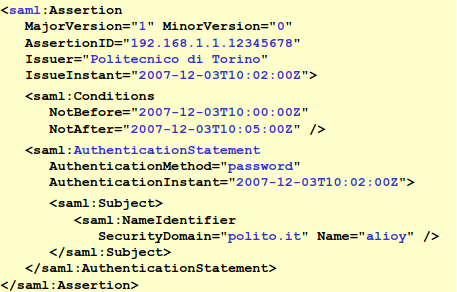 <saml:Assertion
MajorVersion="1" MinorVersion="0"
AssertionID="192.168.1.1.12345678"
Issuer="Politecnico di Torino"
IssueInstant="2007-12-03T10:02:00Z">
<saml:Conditions
NotBefore="2007-12-03T10:00:00Z"
NotAfter="2007-12-03T10:05:00Z" />
<saml:AuthenticationStatement
AuthenticationMethod="password"
AuthenticationInstant="2007-12-03T10:02:00Z">
<saml:Subject>
<saml:NameIdentifier
SecurityDomain="polito.it" Name="alioy" />
</saml:Subject>
</saml:AuthenticationStatement>
</saml:Assertion>